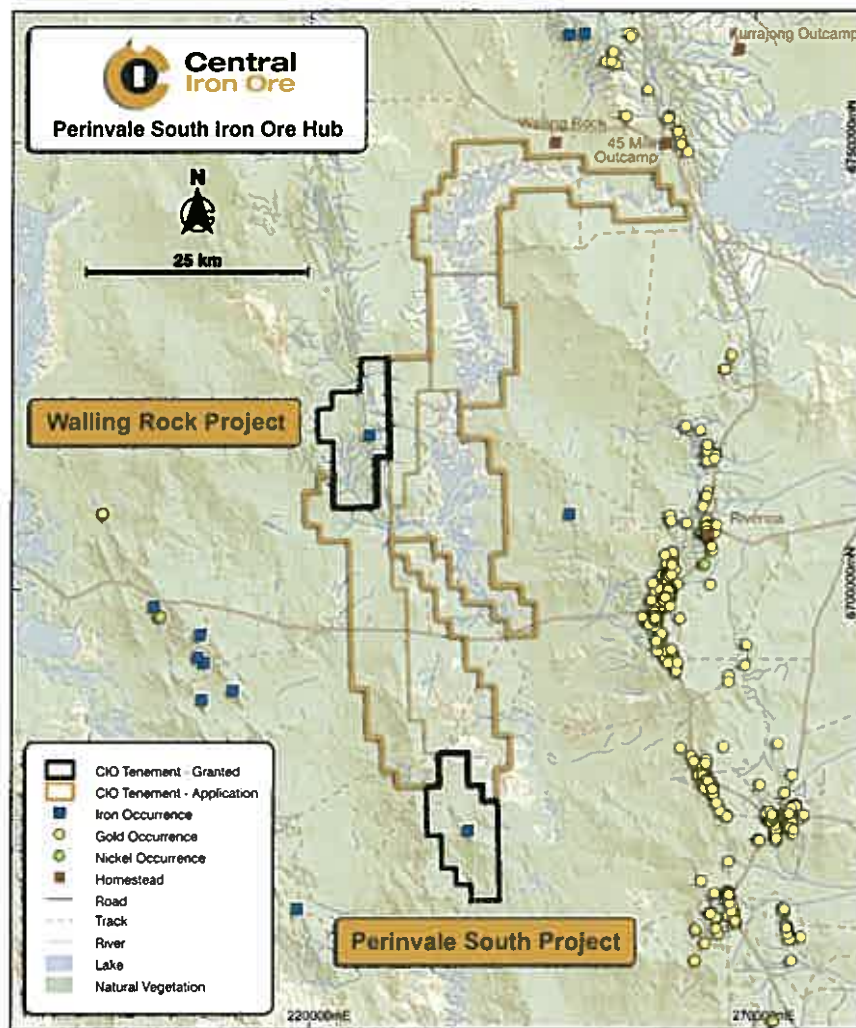 Central
Iron Ore
Perinvale South Iron Ore Hub
N
25 km
Kurrajong Outcamp
Walling Rock
45 Mile
Outcamp
6750000mN
Walling Rock Project
Riverina
6700000mN
CIO Tenement - Granted
CIO Tenement - Application
Iron Occurrence
Gold Occurrence
Nickel Occurrence
Homestead
Road
Track
River
Lake
Natural Vegetation
Perinvale South Project
220000mE
270000mE